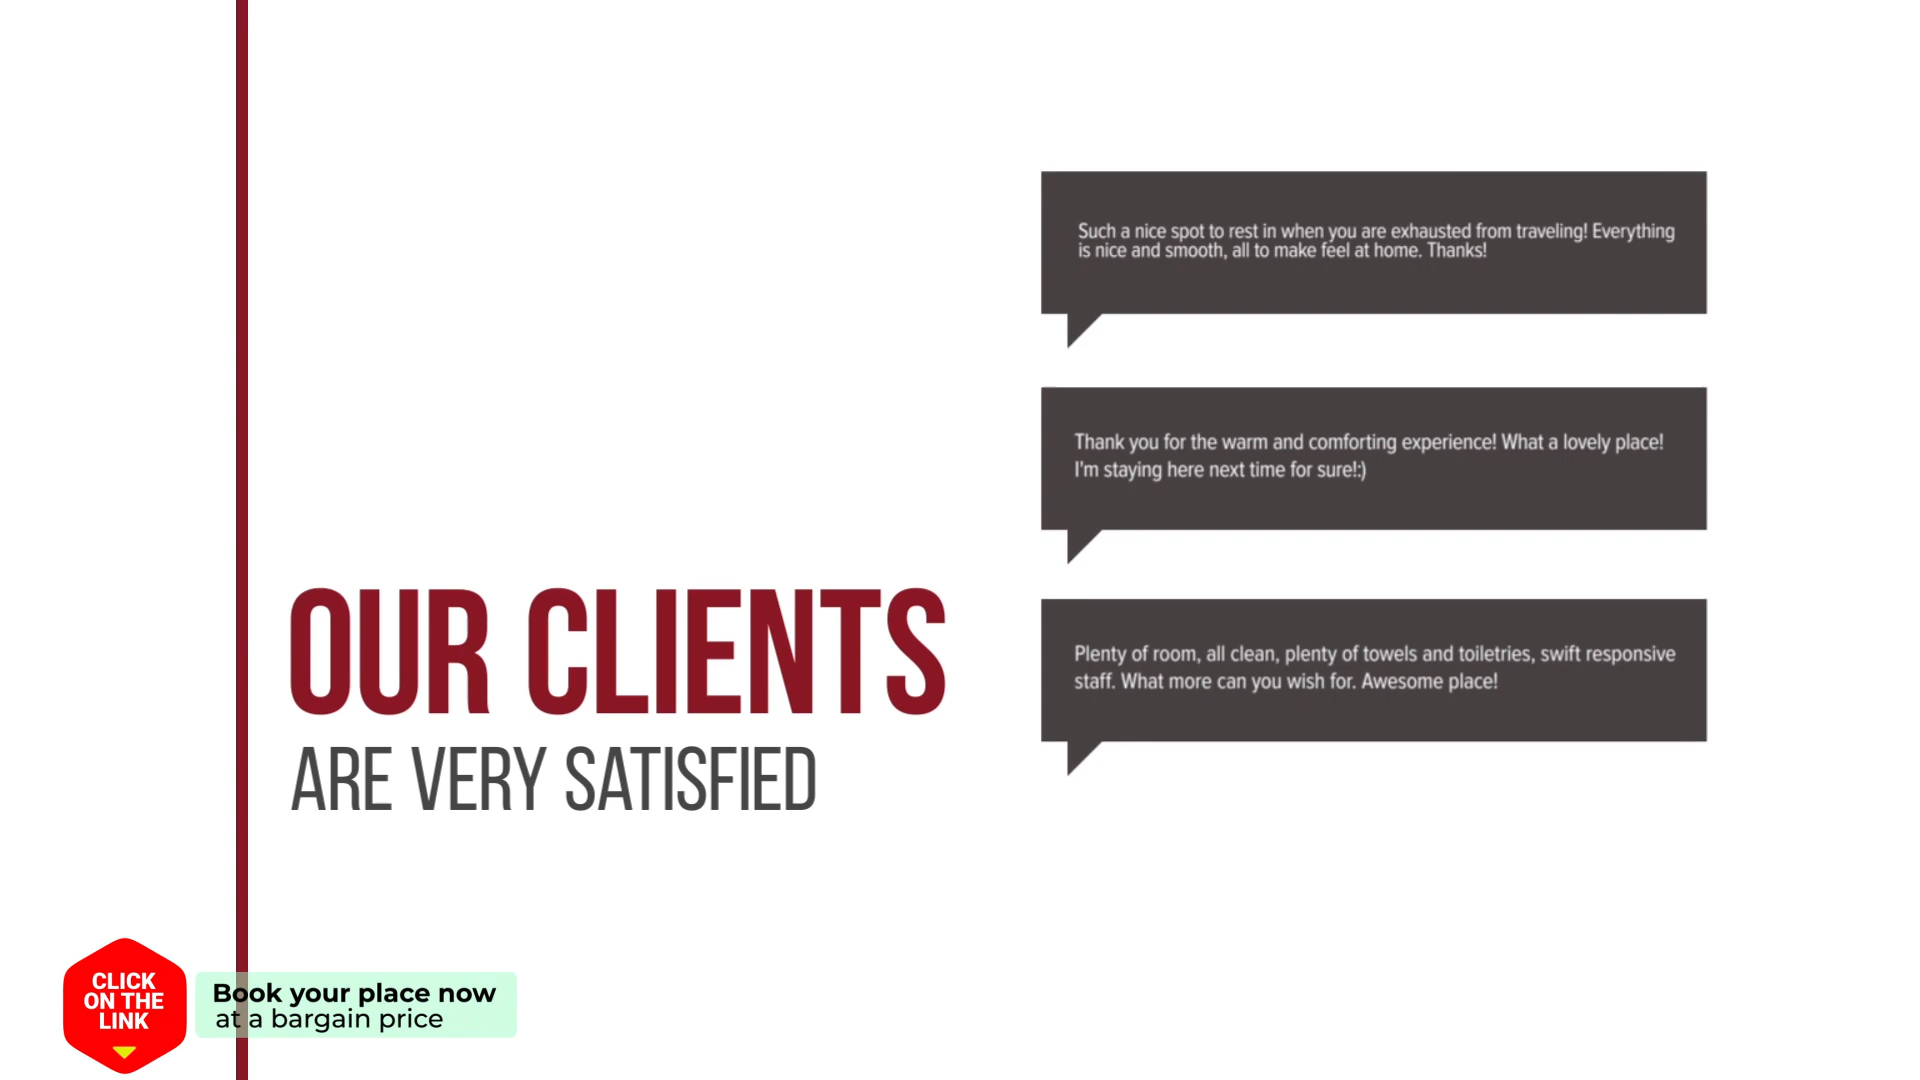 Such a nice spot to rest in when you are exhausted from traveling! Everything
is nice and smooth, all to make feel at home. Thanks!
Thank you for the warm and comforting experience! What a lovely place!
I'm staying here next time for sure!:)
Plenty of room, all clean, plenty of towels and toiletries, swift responsive
staff. What more can you wish for. Awesome place!
OUR CLIENTS
ARE VERY SATISFIED
CLICK
ON THE
LINK
Book your place now
at a bargain price